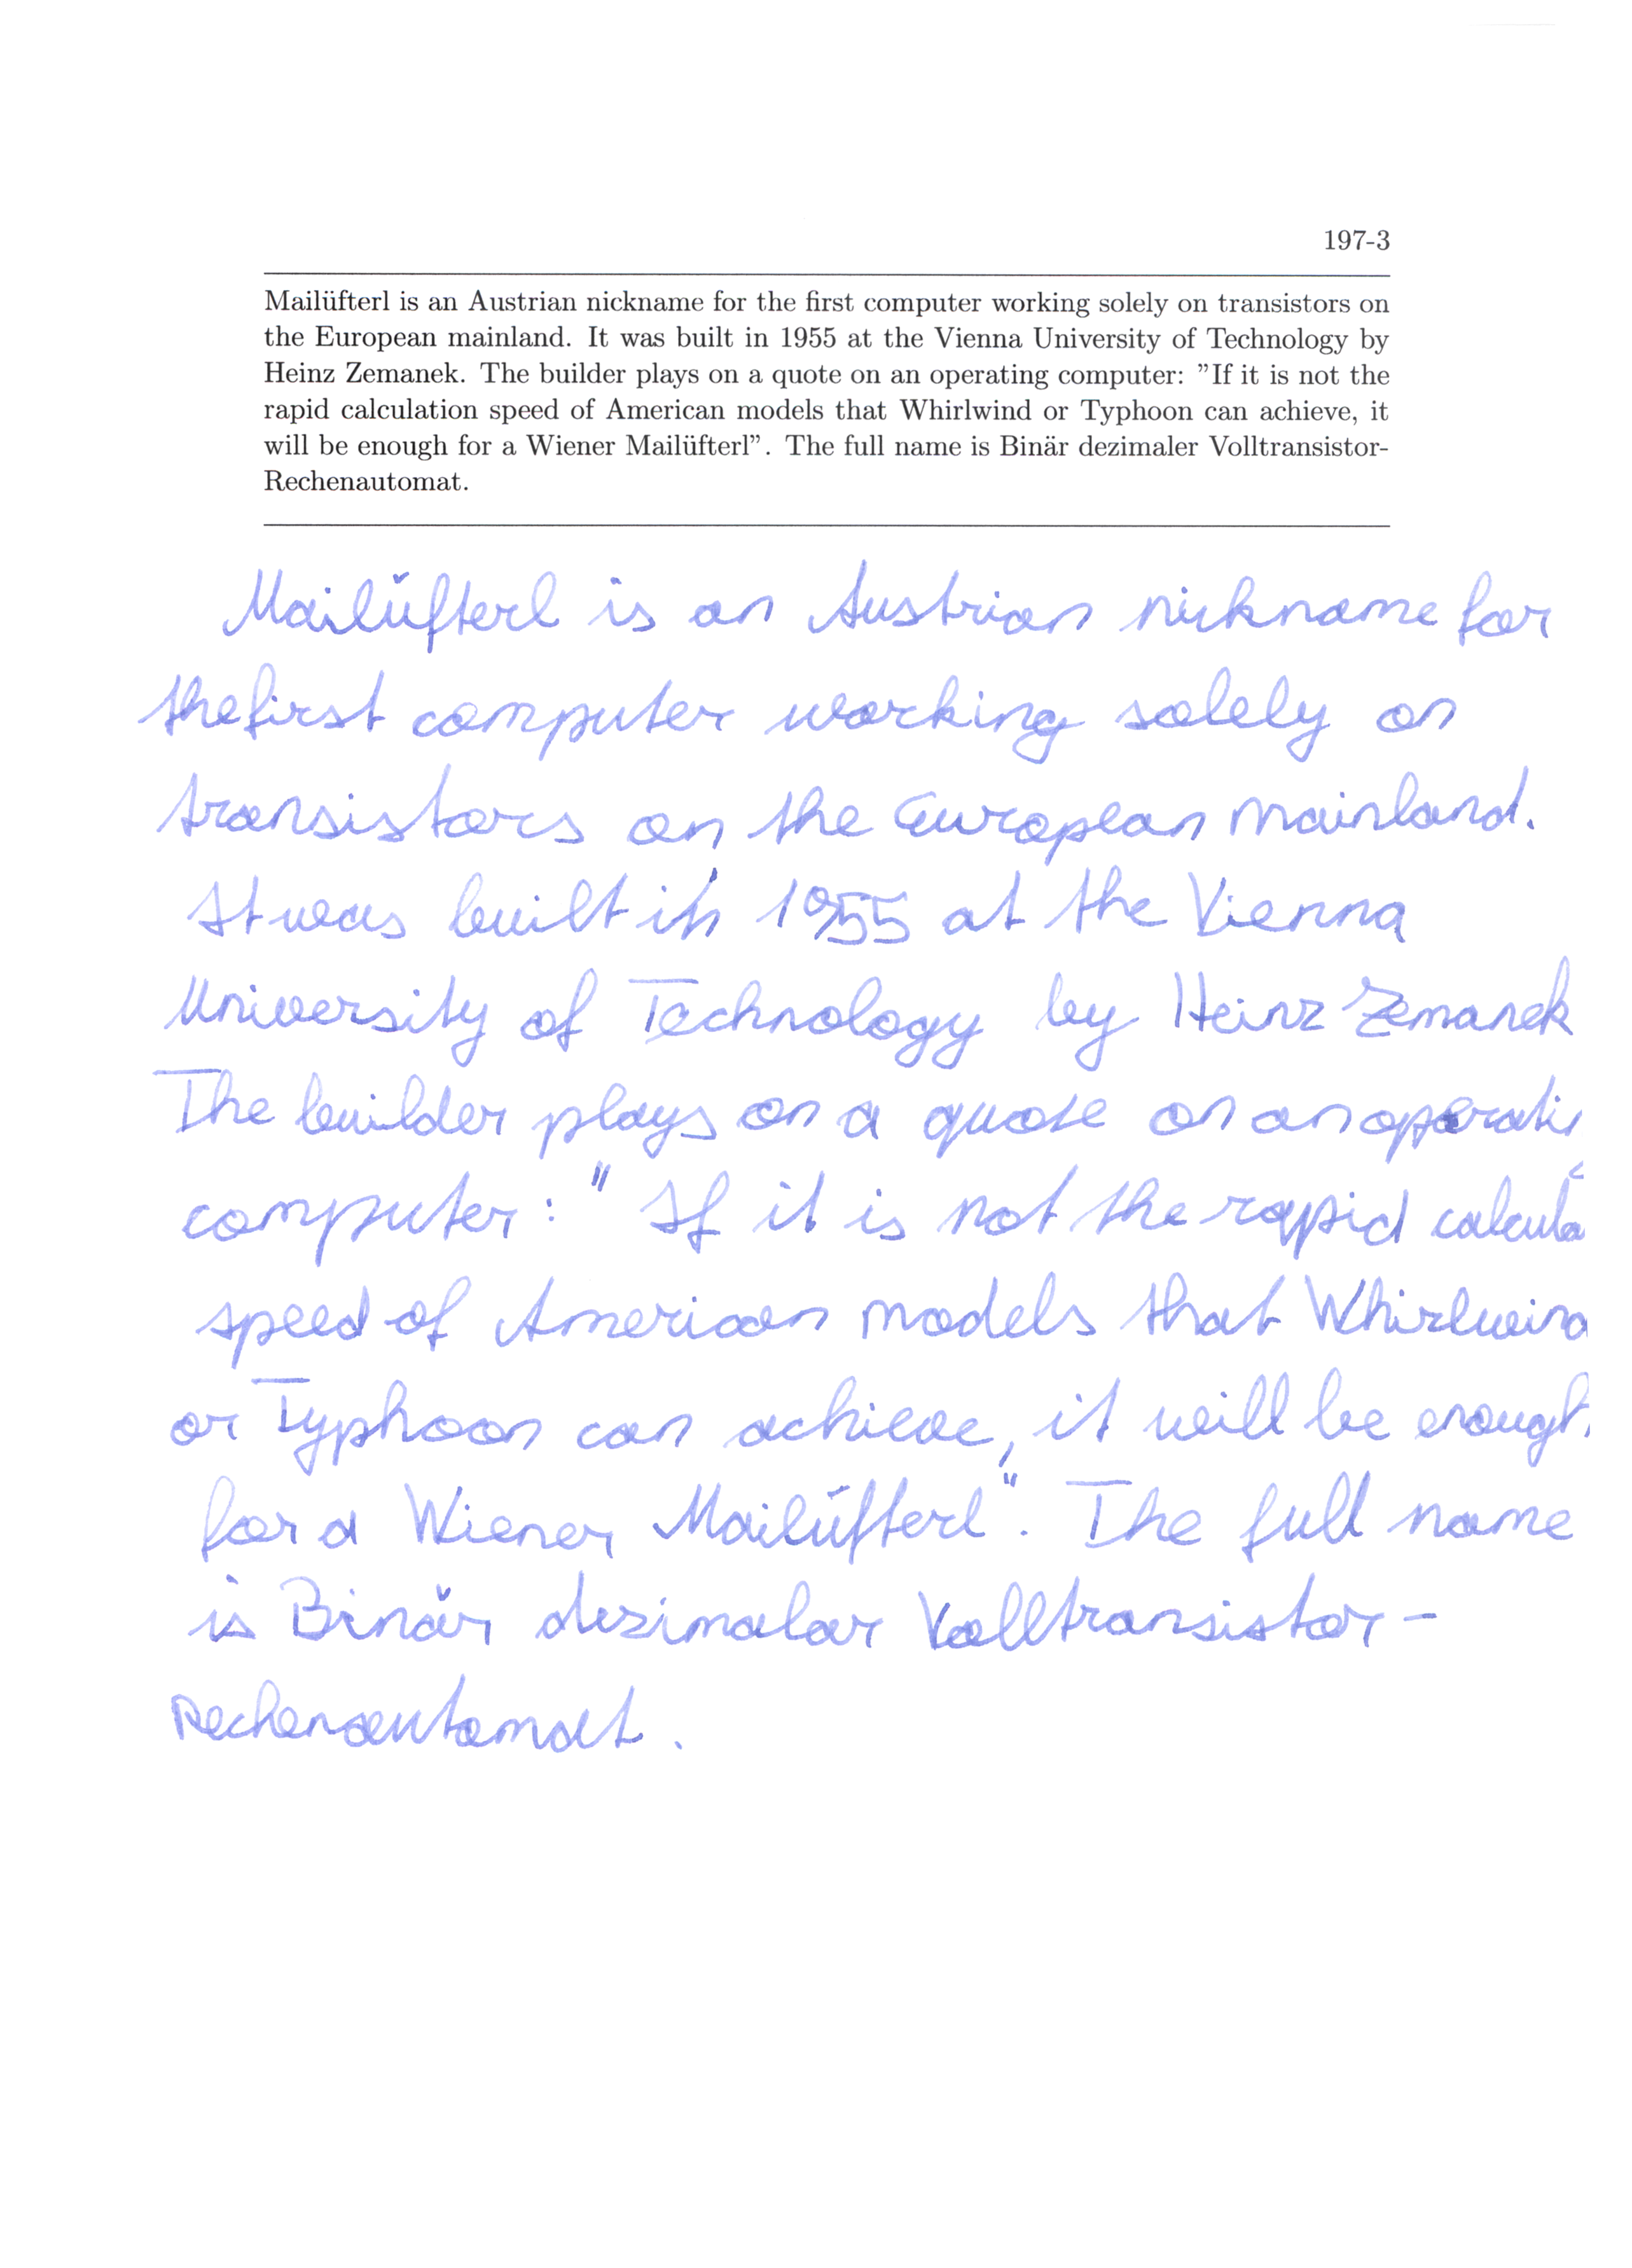 197-3
Mailüfterl is an Austrian nickname for the first computer working solely on transistors on
the European mainland. It was built in 1955 at the Vienna University of Technology by
Heinz Zemanek. The builder plays on a quote on an operating computer: ”If it is not the
rapid calculation speed of American models that Whirlwind or Typhoon can achieve, it
will be enough for a Wiener Mailüfterl”. The full name is Binär dezimaler Volltransistor-
Rechenautomat.
Mailüfterl is an Austrian nickname for
the first computer working solely on
transistors on the European mainland.
It was built in 1955 at the Vienna
University of Technology by Heinz Zemanek
The builder plays on a quote on an operati
computer: "If it is not the rapid calcula
speed of American models that Whirlwind
or Typhoon can achieve, it will be enough
for a Wiener Mailüfterl". The full name
is Binär dezimalar Volltransistor-
Rechenautomat.